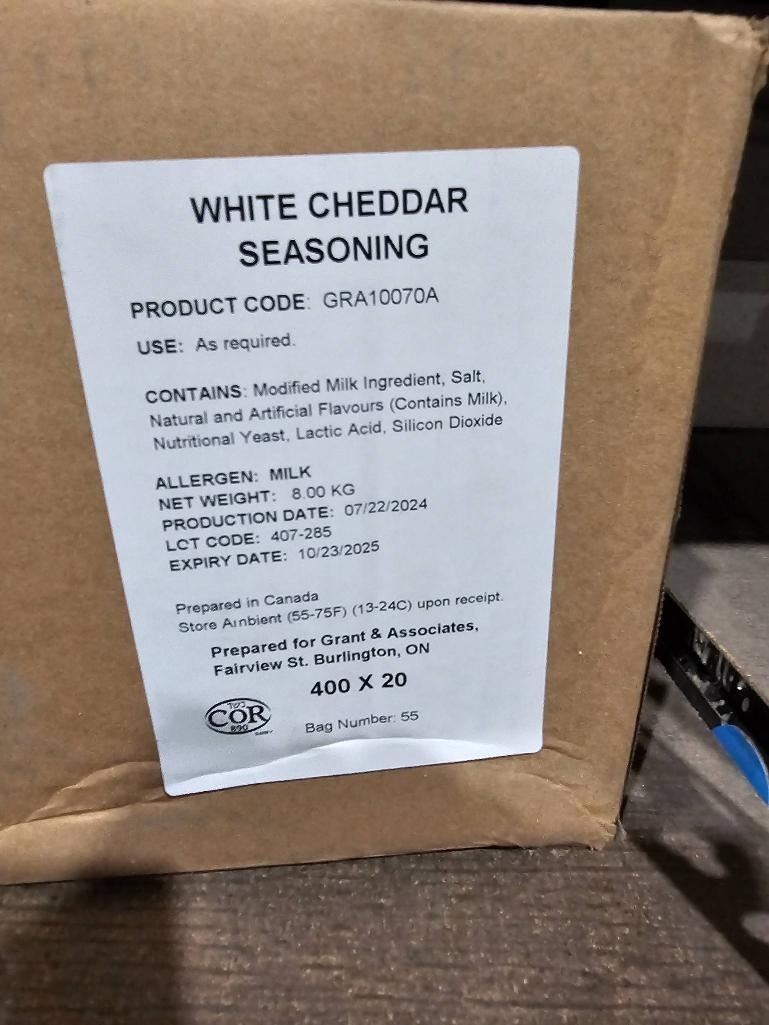 WHITE CHEDDAR
SEASONING
PRODUCT CODE: GRA10070A
USE: As required.
CONTAINS: Modified Milk Ingredient, Salt,
Natural and Artificial Flavours (Contains Milk),
Nutritional Yeast, Lactic Acid, Silicon Dioxide
ALLERGEN: MILK
NET WEIGHT: 8.00 KG
PRODUCTION DATE: 07/22/2024
LOT CODE: 407-285
EXPIRY DATE: 10/23/2025
Prepared in Canada
Store Ambient (55-75F) (13-24C) upon receipt.
Prepared for Grant & Associates,
Fairview St. Burlington, ON
400 X 20
COR
890
DAIRY
Bag Number: 55